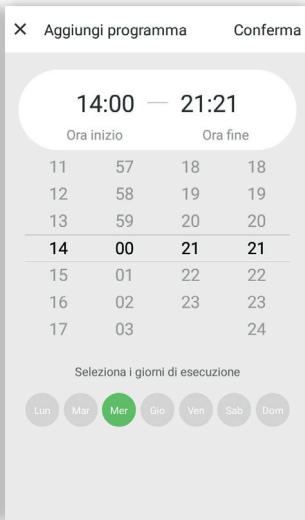 × Aggiungi programma Conferma
14:00 — 21:21
Ora inizio Ora fine
11 57 18 18
12 58 19 19
13 59 20 20
14 00 21 21
15 01 22 22
16 02 23 23
17 03 24
Seleziona i giorni di esecuzione
Lun Mar Mer Gio Ven Sab Dom